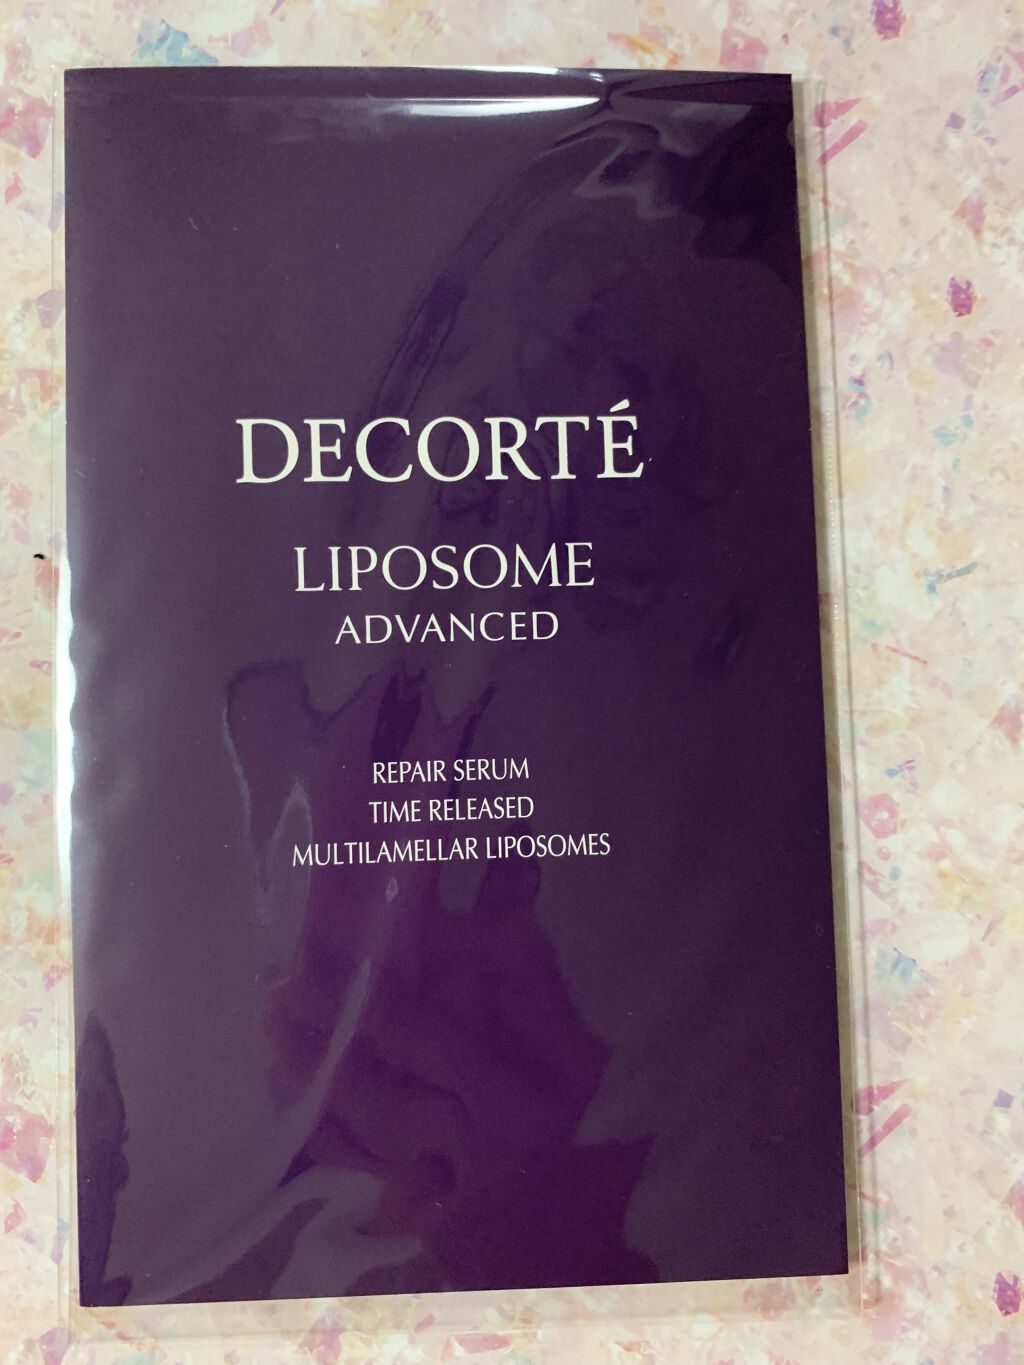 DECORTÉ
LIPOSOME
ADVANCED
REPAIR SERUM
TIME RELEASED
MULTILAMELLAR LIPOSOMES